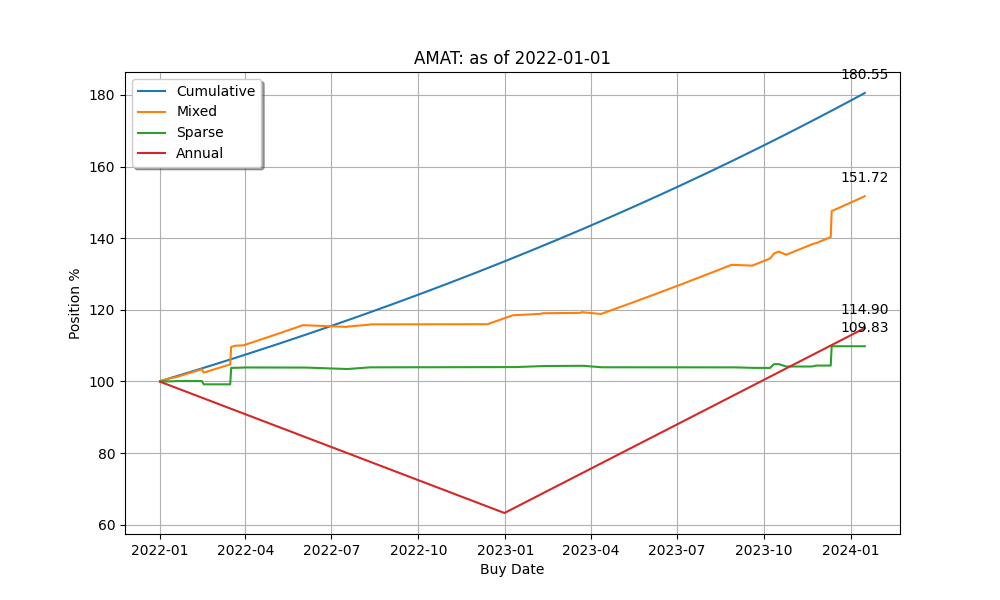 AMAT: as of 2022-01-01
180.55
Cumulative
Mixed
Sparse
Annual
151.72
114.90
109.83
180
160
140
120
100
80
60
Position %
2022-01 2022-04 2022-07 2022-10 2023-01 2023-04 2023-07 2023-10 2024-01
Buy Date